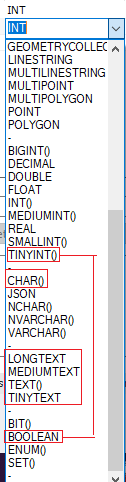 INT
INT
GEOMETRYCOLLEC
LINESTRING
MULTILINESTRING
MULTIPOINT
MULTIPOLYGON
POINT
POLYGON
-
BIGINT()
DECIMAL
DOUBLE
FLOAT
INT()
MEDIUMINT()
REAL
SMALLINT()
TINYINT()
-
CHAR()
JSON
NCHAR()
NVARCHAR()
VARCHAR()
-
LONGTEXT
MEDIUMTEXT
TEXT()
TINYTEXT
-
BIT()
BOOLEAN
ENUM()
SET()
-